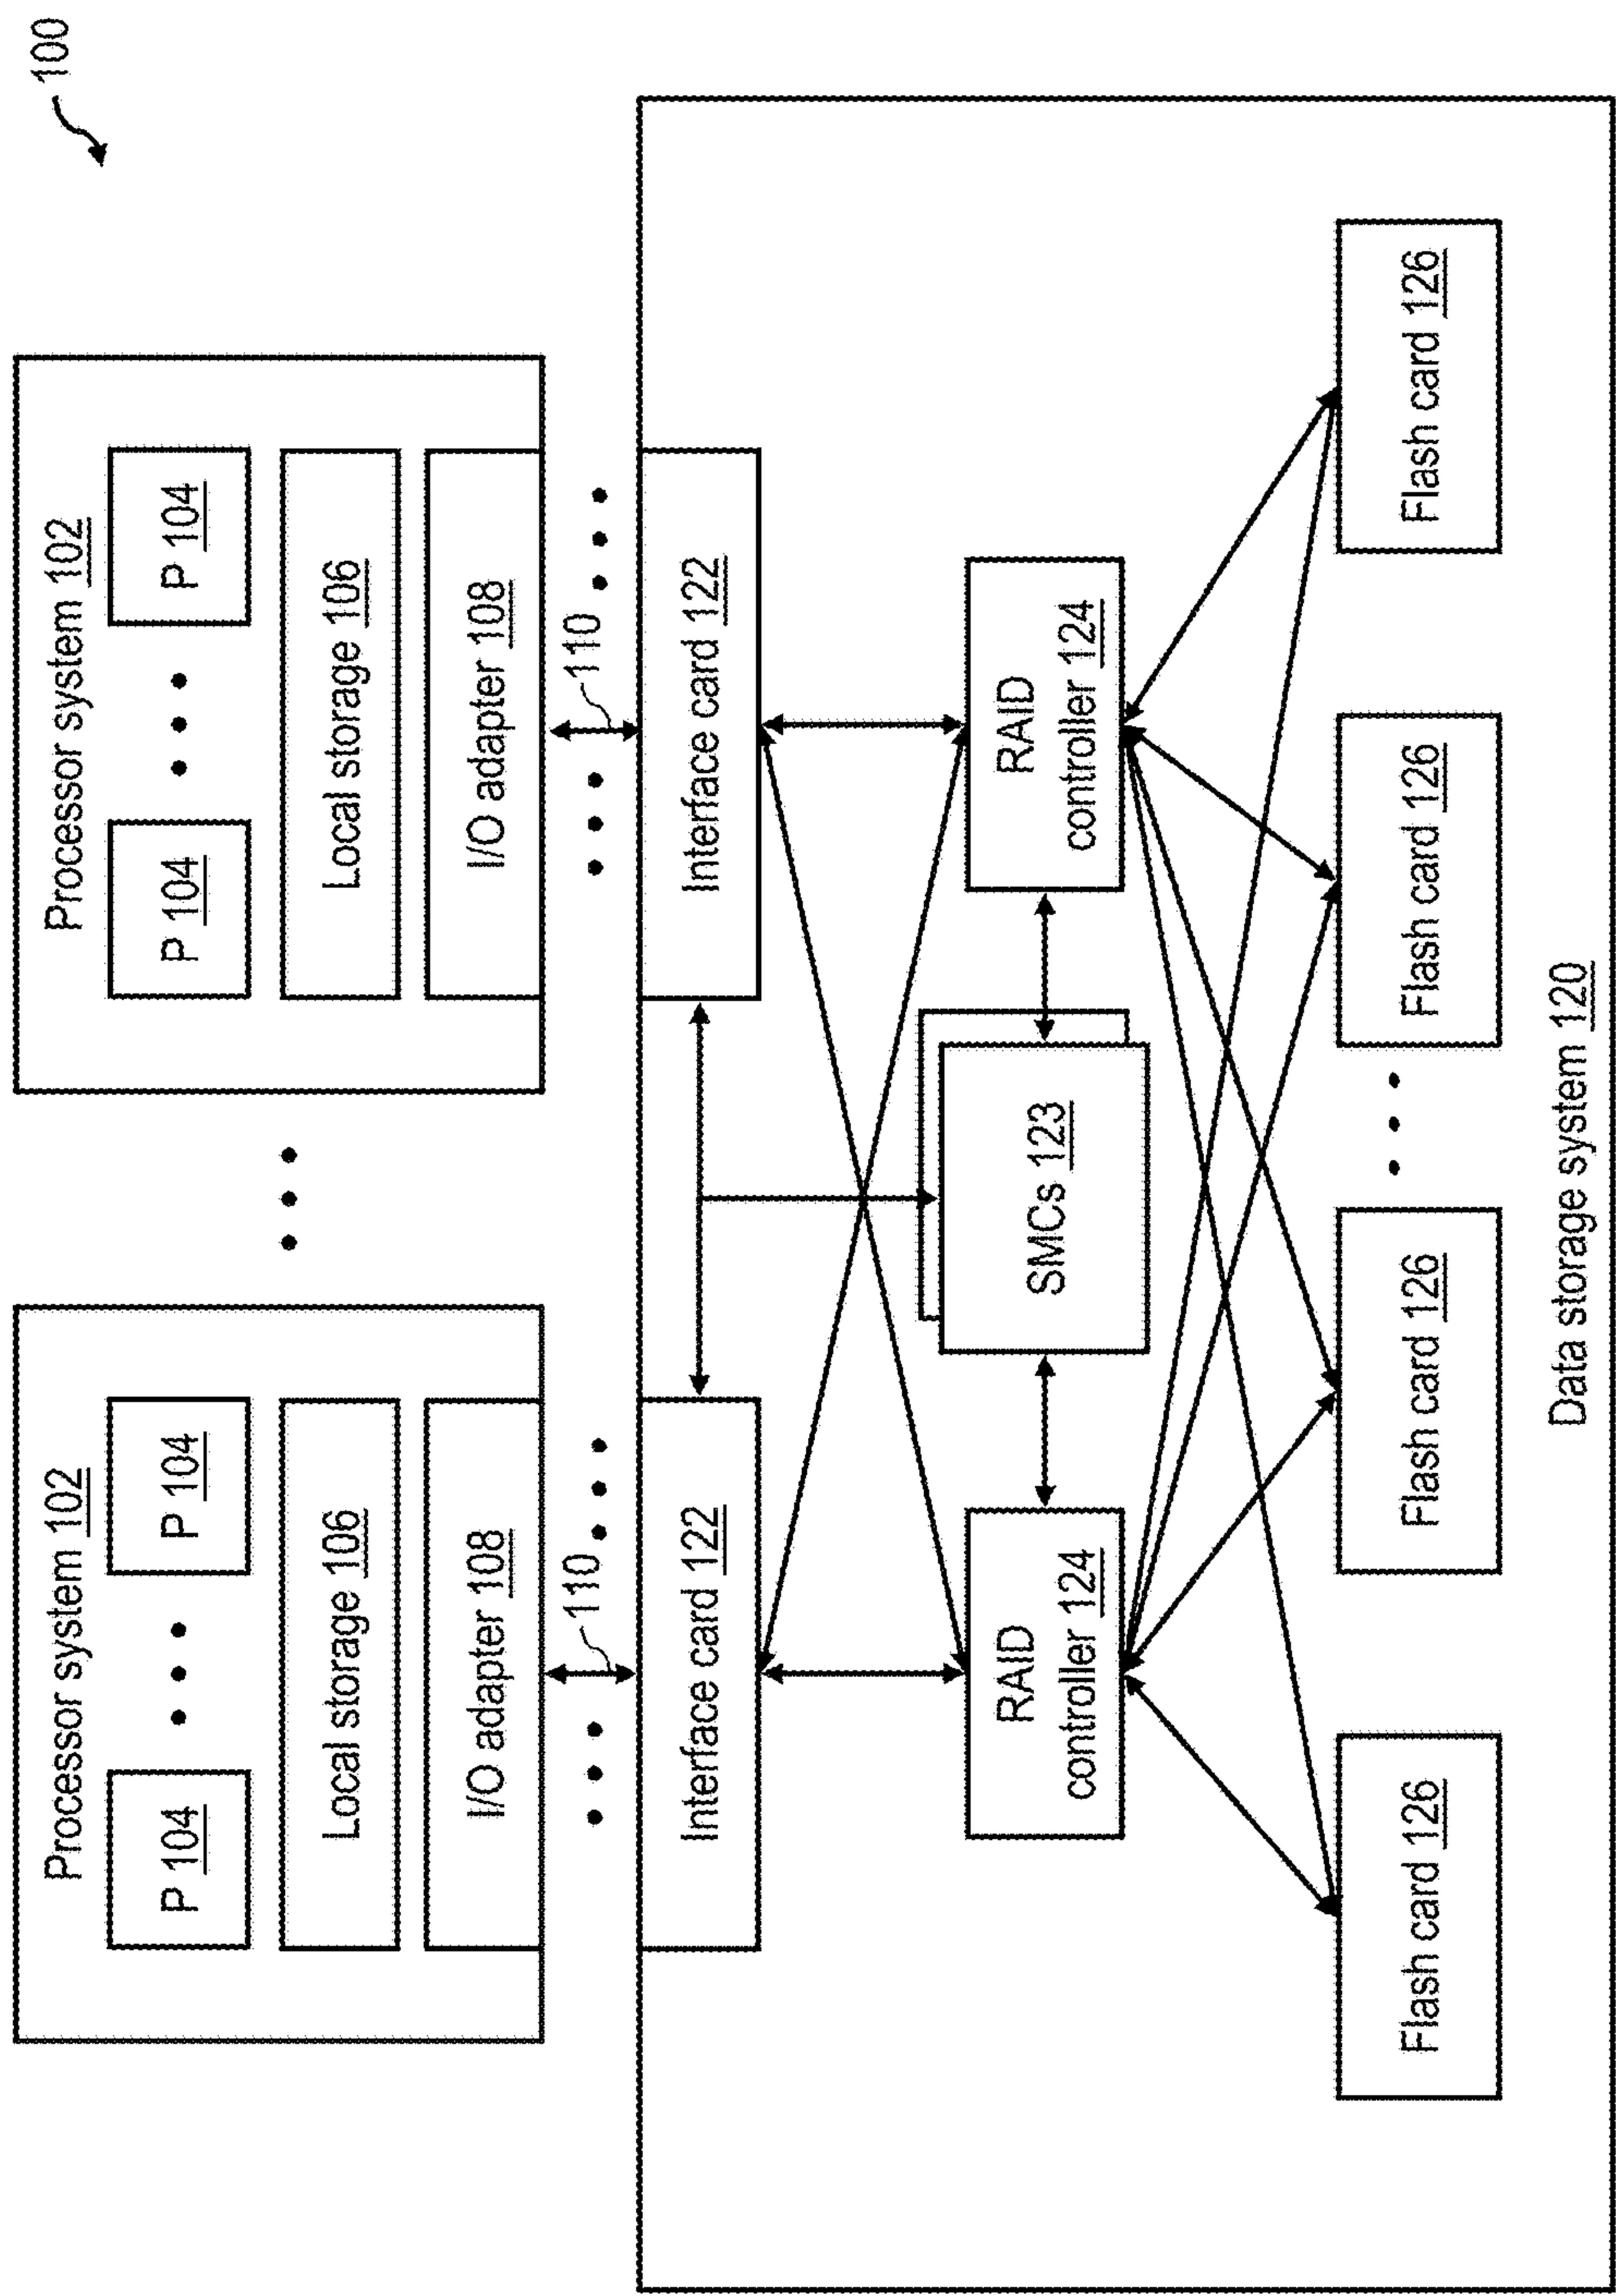 100
Processor system 102
P 104
P 104
Local storage 106
I/O adapter 108
110
Processor system 102
P 104
P 104
Local storage 106
I/O adapter 108
110
Interface card 122
Interface card 122
RAID
controller 124
SMCs 123
RAID
controller 124
Flash card 126
Flash card 126
Flash card 126
Flash card 126
Data storage system 120